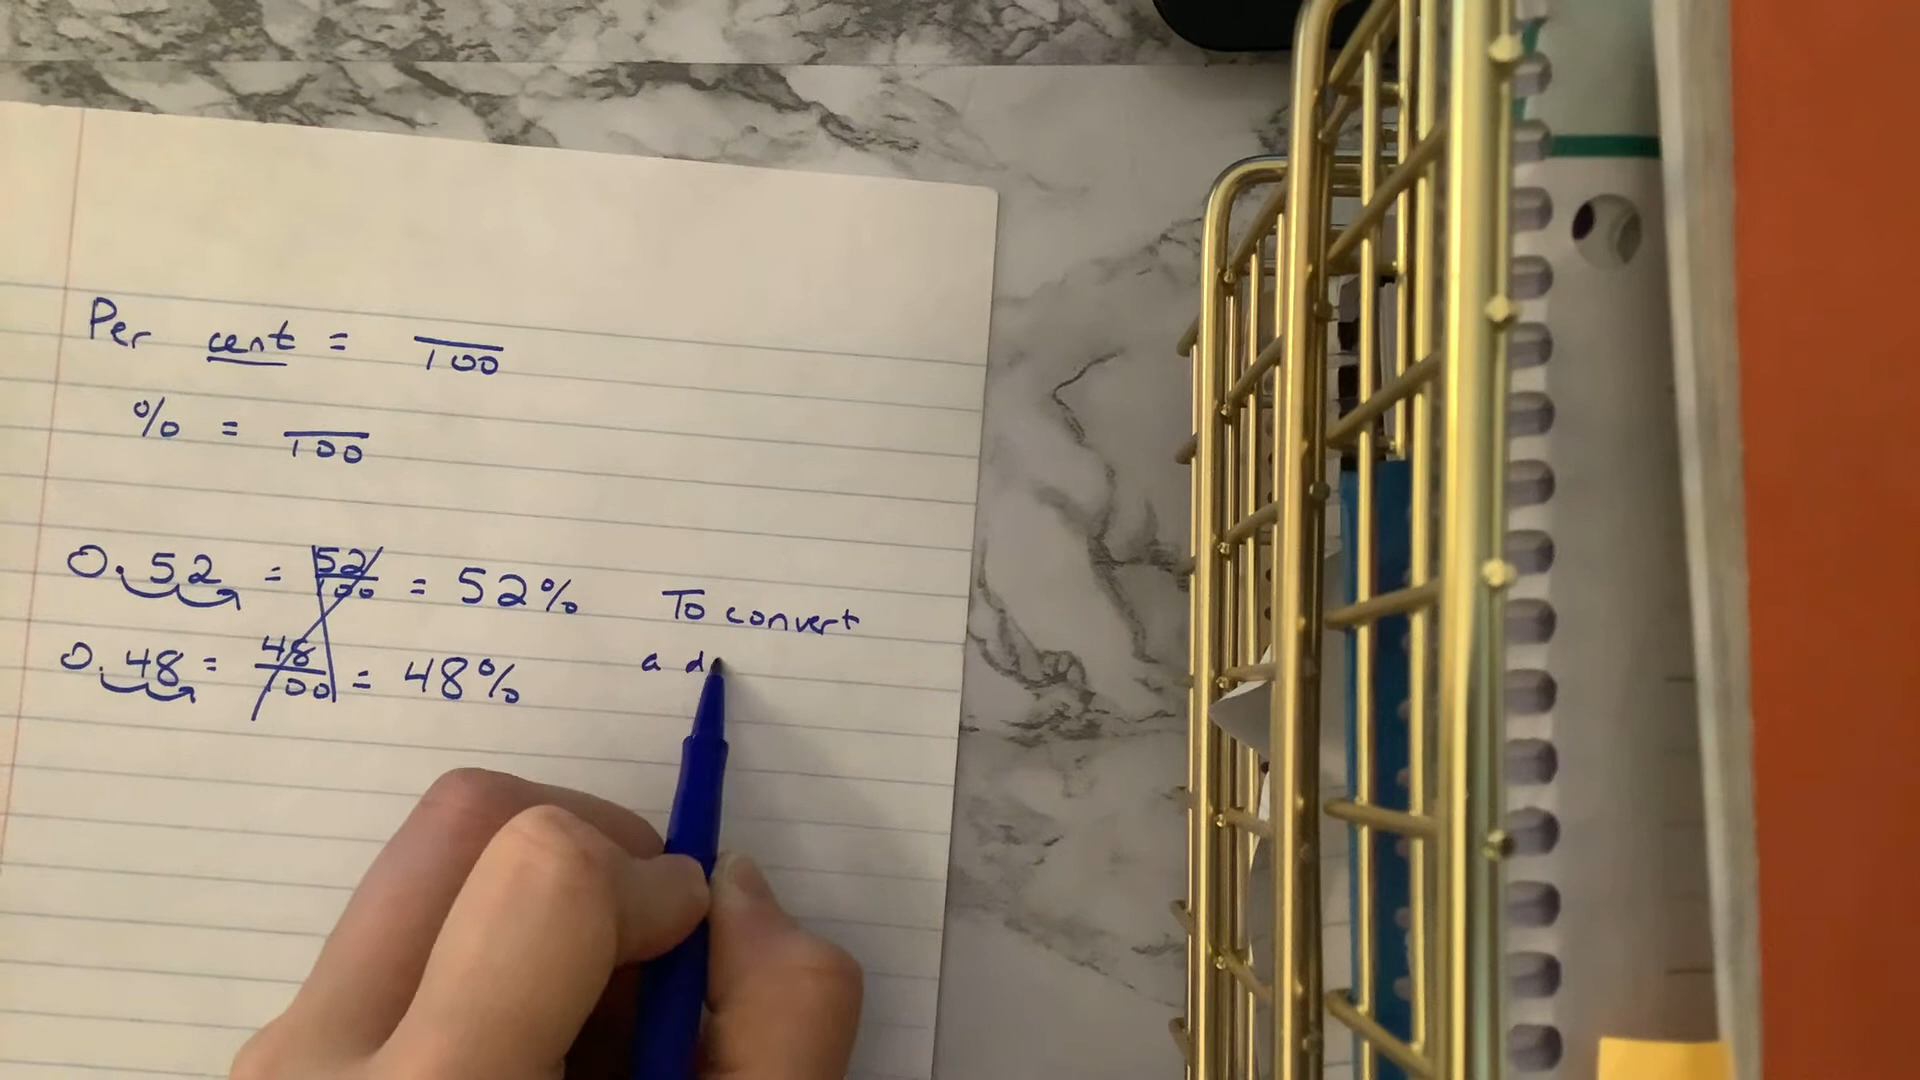 Per cent = /100
% = /100
0.52 = 52/100 = 52% To convert
0.48 = 48/100 = 48% a d